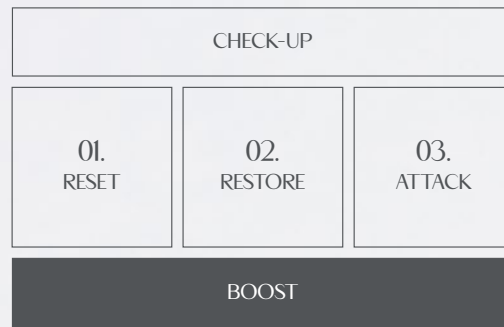 CHECK-UP
01.
RESET
02.
RESTORE
03.
ATTACK
BOOST